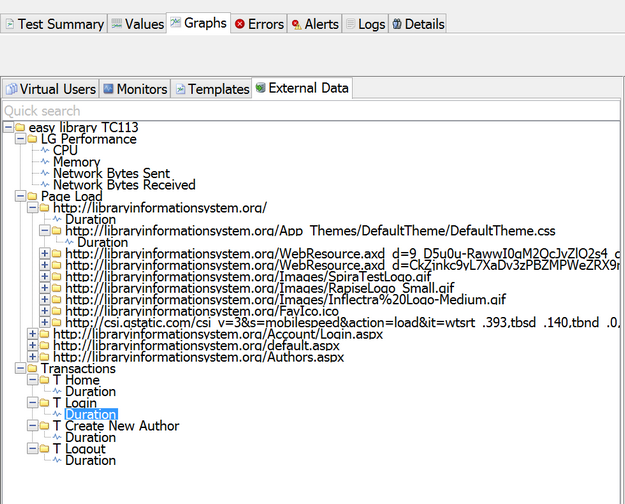 Test Summary Values Graphs Errors Alerts Logs Details
Virtual Users Monitors Templates External Data
Quick search
easy library TC113
LG Performance
CPU
Memory
Network Bytes Sent
Network Bytes Received
Page Load
http://libraryinformationsystem.org/
Duration
http://libraryinformationsystem.org/App_Themes/DefaultTheme/DefaultTheme.css
Duration
http://libraryinformationsystem.org/WebResource.axd_d=9_D5u0u-RawwI0gM2OcJvZlO2s4_c
http://libraryinformationsystem.org/WebResource.axd_d=CkZjnkc9yL7XaDv3zPBZMPWeZRX9r
http://libraryinformationsystem.org/Images/SpiraTestLogo.gif
http://libraryinformationsystem.org/Images/RapiseLogo_Small.gif
http://libraryinformationsystem.org/Images/Inflectra%20Logo-Medium.gif
http://libraryinformationsystem.org/FavIco.ico
http://csi.gstatic.com/csi_v=3&s=mobilespeed&action=load&it=wtsrt_.393,tbsd_.140,tbnd_.0,
http://libraryinformationsystem.org/Account/Login.aspx
http://libraryinformationsystem.org/default.aspx
http://libraryinformationsystem.org/Authors.aspx
Transactions
T_Home
Duration
T_Login
Duration
T_Create New Author
Duration
T_Logout
Duration